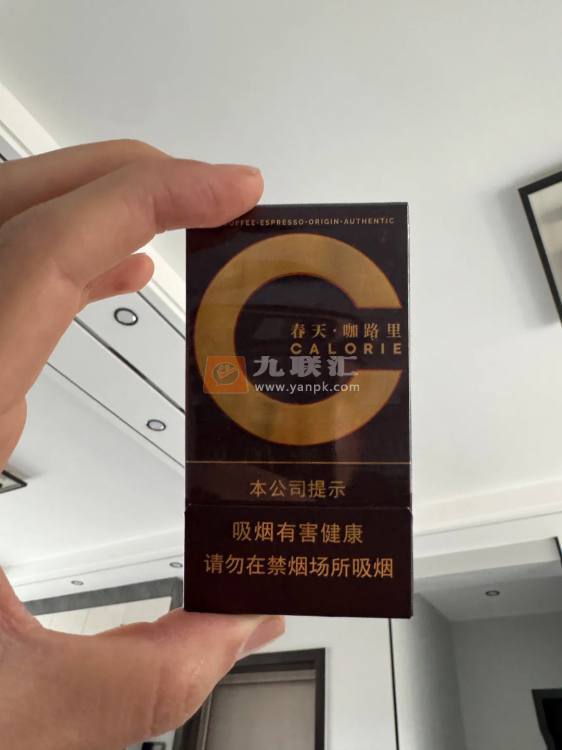 COFFEE·ESPRESSO·ORIGIN·AUTHENTIC
春天·咖路里
CALORIE
九联汇
www.yanpk.com
本公司提示
吸烟有害健康
请勿在禁烟场所吸烟